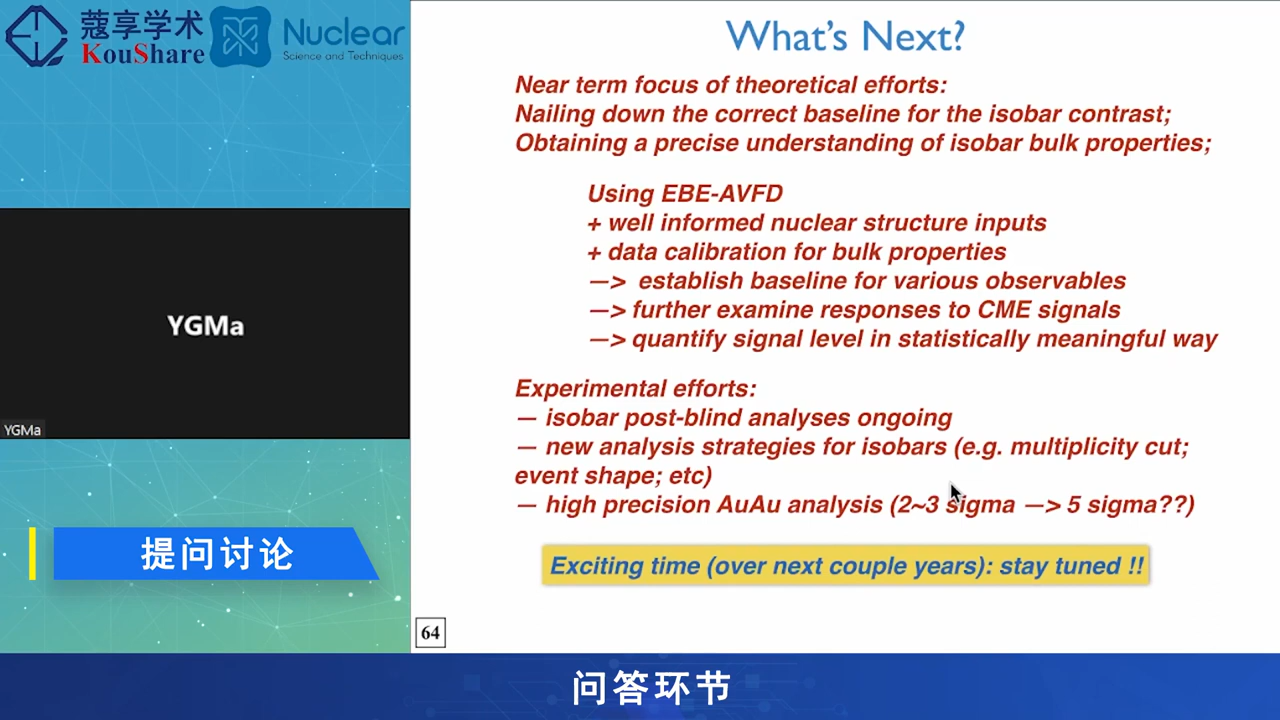 蔻享学术
KouShare
Nuclear
Science and Techniques
YGMa
YGMa
提问讨论
What's Next?
Near term focus of theoretical efforts:
Nailing down the correct baseline for the isobar contrast;
Obtaining a precise understanding of isobar bulk properties;
Using EBE-AVFD
+ well informed nuclear structure inputs
+ data calibration for bulk properties
—> establish baseline for various observables
—> further examine responses to CME signals
—> quantify signal level in statistically meaningful way
Experimental efforts:
— isobar post-blind analyses ongoing
— new analysis strategies for isobars (e.g. multiplicity cut;
event shape; etc)
— high precision AuAu analysis (2~3 sigma —> 5 sigma??)
Exciting time (over next couple years): stay tuned !!
64
问答环节